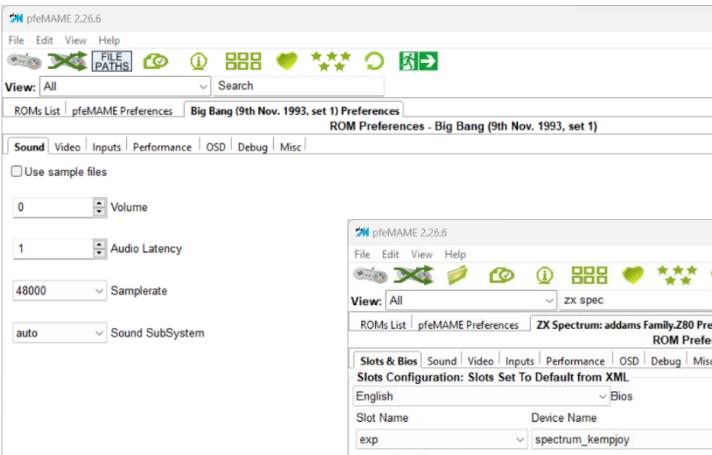 pfeMAME 2.26.6
File Edit View Help
FILE PATHS
View: All Search
ROMs List pfeMAME Preferences Big Bang (9th Nov. 1993, set 1) Preferences
ROM Preferences - Big Bang (9th Nov. 1993, set 1)
Sound Video Inputs Performance OSD Debug Misc
Use sample files
0 Volume
1 Audio Latency
48000 Samplerate
auto Sound SubSystem
pfeMAME 2.26.6
File Edit View Help
View: All zx spec
ROMs List pfeMAME Preferences ZX Spectrum: addams Family.Z80 Pre
ROM Prefe
Slots & Bios Sound Video Inputs Performance OSD Debug Misc
Slots Configuration: Slots Set To Default from XML
English Bios
Slot Name Device Name
exp spectrum_kempjoy